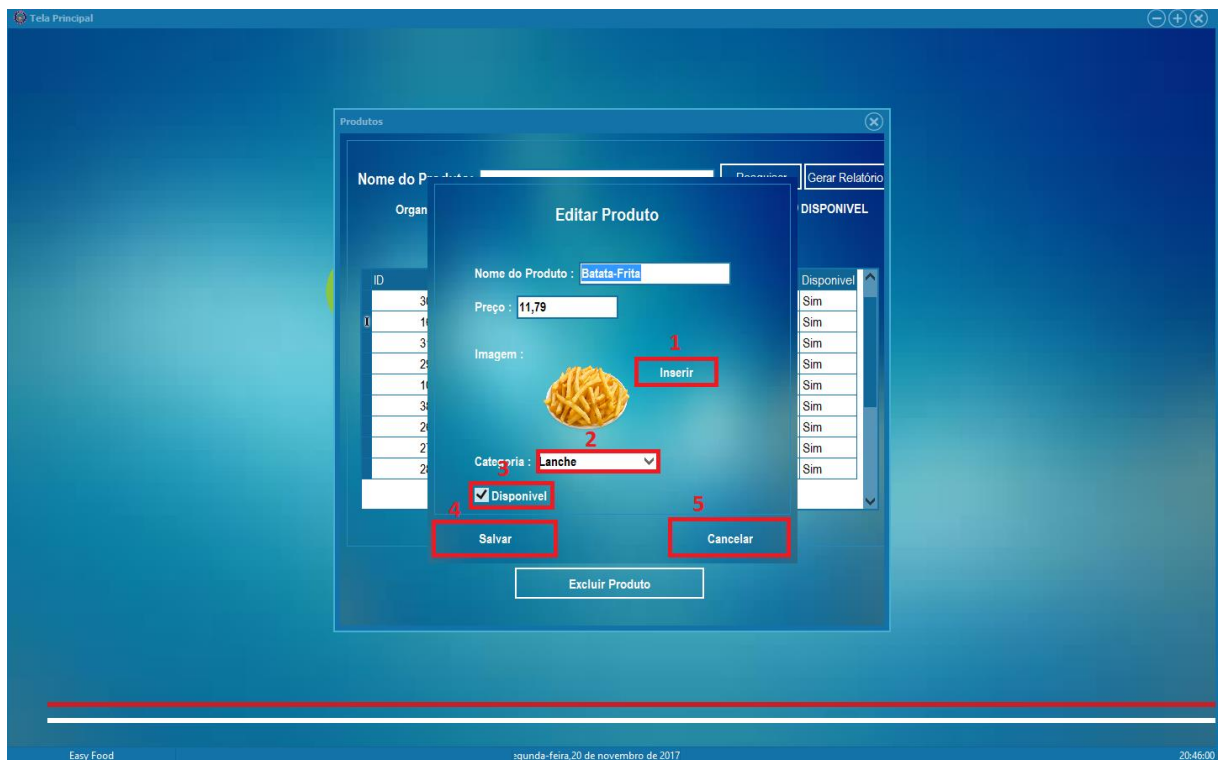 Tela Principal
Produtos
Nome do Gerar Relatório
Organ DISPONIVEL
Editar Produto
ID Disponivel
Nome do Produto : Batata-Frita
Preço : 11,79
Sim
Sim
Sim
Sim
Sim
Sim
Sim
Sim
Sim
1
Imagem :
Inserir
2
Categoria : Lanche
3
Disponivel
4 5
Salvar Cancelar
Excluir Produto
Easy Food egunda-feira,20 de novembro de 2017 20:46:00